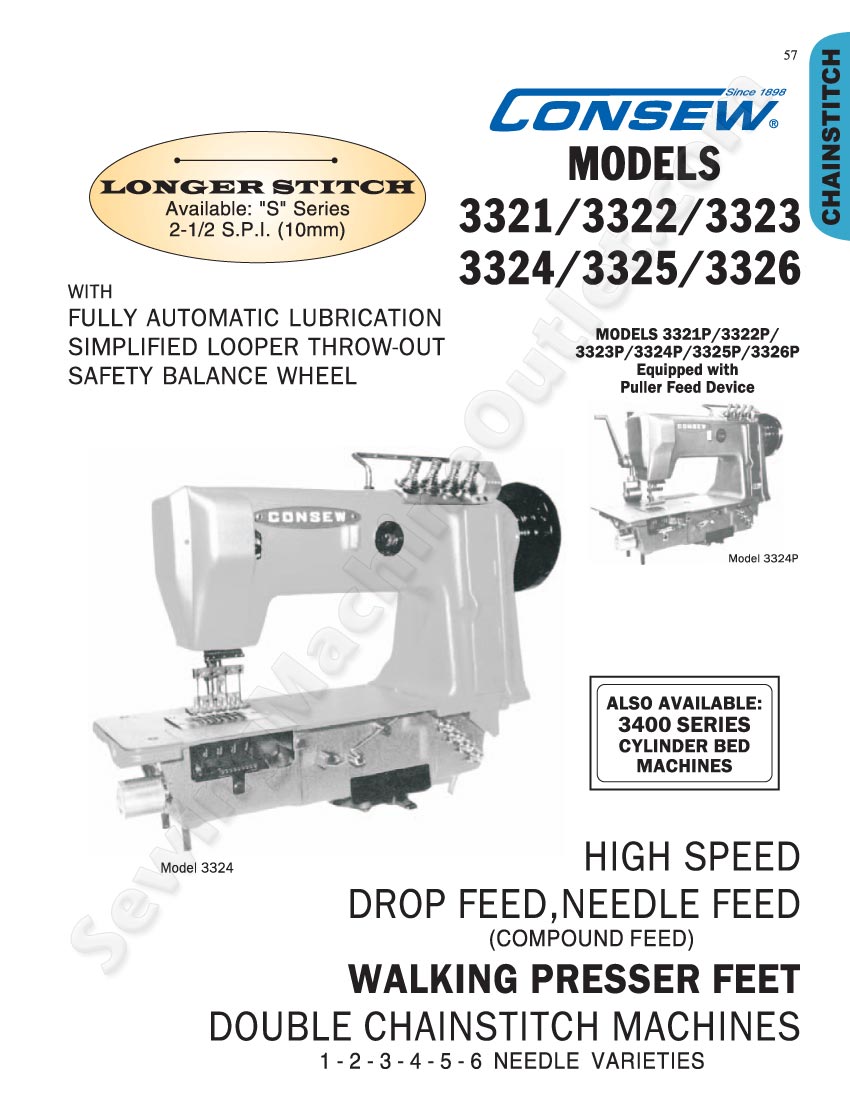 57
CHAINSTITCH
Since 1898
CONSEW®
MODELS
3321/3322/3323
3324/3325/3326
LONGER STITCH
Available: "S" Series
2-1/2 S.P.I. (10mm)
WITH
FULLY AUTOMATIC LUBRICATION
SIMPLIFIED LOOPER THROW-OUT
SAFETY BALANCE WHEEL
MODELS 3321P/3322P/
3323P/3324P/3325P/3326P
Equipped with
Puller Feed Device
CONSEW
Model 3324P
CONSEW
Model 3324
ALSO AVAILABLE:
3400 SERIES
CYLINDER BED
MACHINES
HIGH SPEED
DROP FEED,NEEDLE FEED
(COMPOUND FEED)
WALKING PRESSER FEET
DOUBLE CHAINSTITCH MACHINES
1 - 2 - 3 - 4 - 5 - 6 NEEDLE VARIETIES
SewingMachineOutlet.com